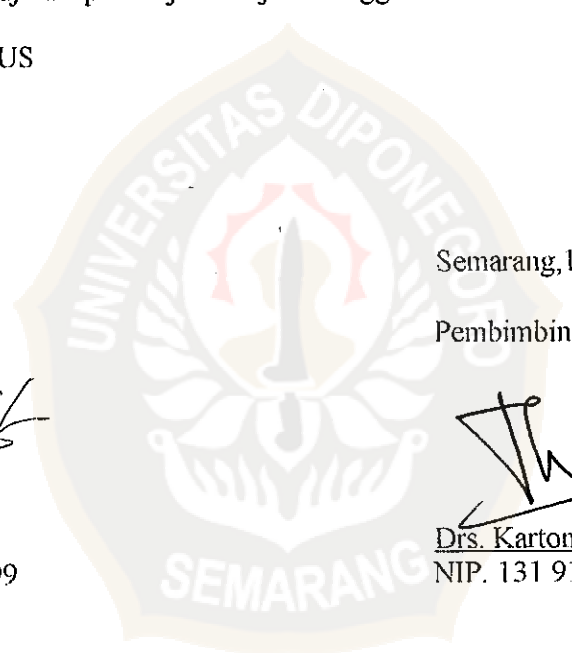 US
UNIVERSITAS DIPONEGORO
Semarang,
Pembimbin
Drs. Karton
NIP. 131 9
99
SEMARANG